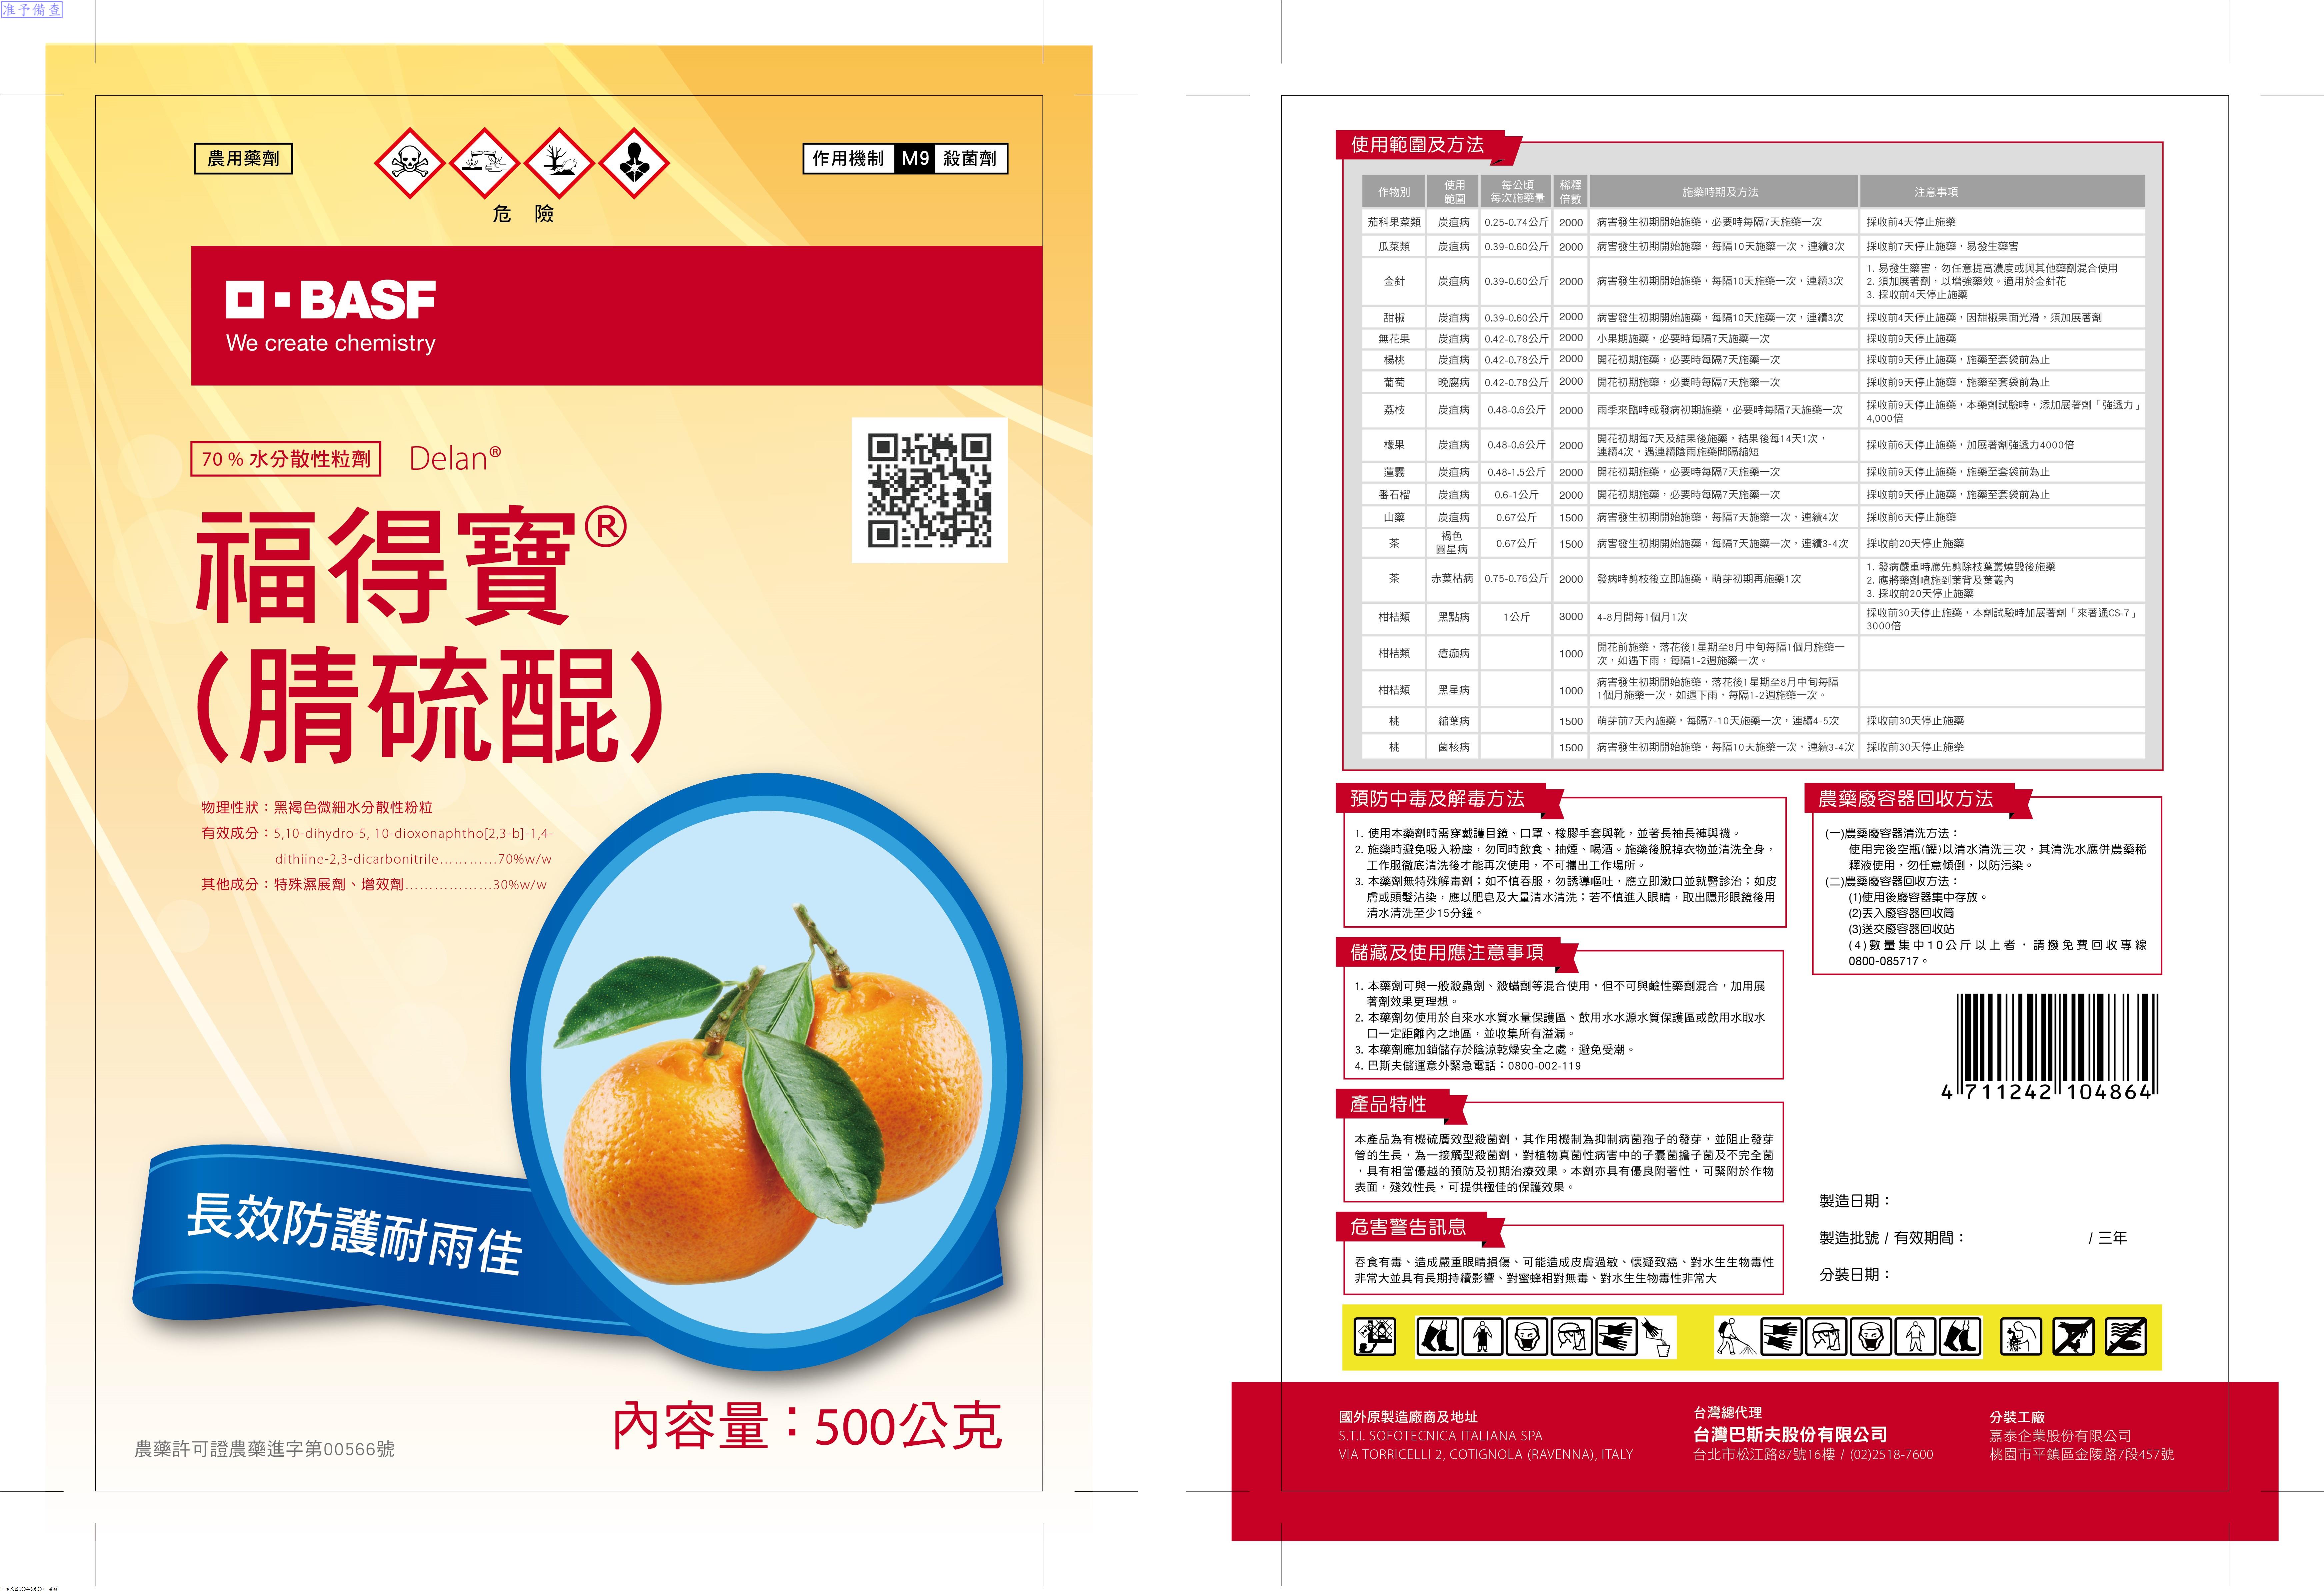 准予備查
農用藥劑
危 險
作用機制 M9 殺菌劑
BASF
We create chemistry
70 % 水分散性粒劑 Delan®
福得寶®
(腈硫醌)
物理性狀：黑褐色微細水分散性粉粒
有效成分：5,10-dihydro-5, 10-dioxonaphtho[2,3-b]-1,4-
dithiine-2,3-dicarbonitrile…………70%w/w
其他成分：特殊濕展劑、增效劑………………30%w/w
長效防護耐雨佳
內容量：500公克
農藥許可證農藥進字第00566號
使用範圍及方法
作物別 使用範圍 每公頃每次施藥量 稀釋倍數 施藥時期及方法 注意事項
茄科果菜類 炭疽病 0.25-0.74公斤 2000 病害發生初期開始施藥，必要時每隔7天施藥一次 採收前4天停止施藥
瓜菜類 炭疽病 0.39-0.60公斤 2000 病害發生初期開始施藥，每隔10天施藥一次，連續3次 採收前7天停止施藥，易發生藥害
金針 炭疽病 0.39-0.60公斤 2000 病害發生初期開始施藥，每隔10天施藥一次，連續3次
1. 易發生藥害，勿任意提高濃度或與其他藥劑混合使用
2. 須加展著劑，以增強藥效。適用於金針花
3. 採收前4天停止施藥
甜椒 炭疽病 0.39-0.60公斤 2000 病害發生初期開始施藥，每隔10天施藥一次，連續3次 採收前4天停止施藥，因甜椒果面光滑，須加展著劑
無花果 炭疽病 0.42-0.78公斤 2000 小果期施藥，必要時每隔7天施藥一次 採收前9天停止施藥
楊桃 炭疽病 0.42-0.78公斤 2000 開花初期施藥，必要時每隔7天施藥一次 採收前9天停止施藥，施藥至套袋前為止
葡萄 晚腐病 0.42-0.78公斤 2000 開花初期施藥，必要時每隔7天施藥一次 採收前9天停止施藥，施藥至套袋前為止
荔枝 炭疽病 0.48-0.6公斤 2000 雨季來臨時或發病初期施藥，必要時每隔7天施藥一次 採收前9天停止施藥，本藥劑試驗時，添加展著劑「強透力」
4,000倍
檬果 炭疽病 0.48-0.6公斤 2000 開花初期每7天及結果後施藥，結果後每14天1次，
連續4次，遇連續陰雨施藥間隔縮短 採收前6天停止施藥，加展著劑強透力4000倍
蓮霧 炭疽病 0.48-1.5公斤 2000 開花初期施藥，必要時每隔7天施藥一次 採收前9天停止施藥，施藥至套袋前為止
番石榴 炭疽病 0.6-1公斤 2000 開花初期施藥，必要時每隔7天施藥一次 採收前9天停止施藥，施藥至套袋前為止
山藥 炭疽病 0.67公斤 1500 病害發生初期開始施藥，每隔7天施藥一次，連續4次 採收前6天停止施藥
茶 褐色圓星病 0.67公斤 1500 病害發生初期開始施藥，每隔7天施藥一次，連續3-4次 採收前20天停止施藥
茶 赤葉枯病 0.75-0.76公斤 2000 發病時剪枝後立即施藥，萌芽初期再施藥1次
1. 發病嚴重時應先剪除枝葉叢燒毀後施藥
2. 應將藥劑噴施到葉背及葉叢內
3. 採收前20天停止施藥
柑桔類 黑點病 1公斤 3000 4-8月間每1個月1次 採收前30天停止施藥，本劑試驗時加展著劑「來著通CS-7」
3000倍
柑桔類 瘡痂病 1000 開花前施藥，落花後1星期至8月中旬每隔1個月施藥一
次，如遇下雨，每隔1-2週施藥一次。
柑桔類 黑星病 1000 病害發生初期開始施藥，落花後1星期至8月中旬每隔
1個月施藥一次，如遇下雨，每隔1-2週施藥一次。
桃 縮葉病 1500 萌芽前7天內施藥，每隔7-10天施藥一次，連續4-5次 採收前30天停止施藥
桃 菌核病 1500 病害發生初期開始施藥，每隔10天施藥一次，連續3-4次 採收前30天停止施藥
預防中毒及解毒方法
1. 使用本藥劑時需穿戴護目鏡、口罩、橡膠手套與靴，並著長袖長褲與襪。
2. 施藥時避免吸入粉塵，勿同時飲食、抽煙、喝酒。施藥後脫掉衣物並清洗全身，
工作服徹底清洗後才能再次使用，不可攜出工作場所。
3. 本藥劑無特殊解毒劑；如不慎吞服，勿誘導嘔吐，應立即漱口並就醫診治；如皮
膚或頭髮沾染，應以肥皂及大量清水清洗；若不慎進入眼睛，取出隱形眼鏡後用
清水清洗至少15分鐘。
儲藏及使用應注意事項
1. 本藥劑可與一般殺蟲劑、殺蟎劑等混合使用，但不可與鹼性藥劑混合，加用展
著劑效果更理想。
2. 本藥劑勿使用於自來水水質水量保護區、飲用水水源水質保護區或飲用水取水
口一定距離內之地區，並收集所有溢漏。
3. 本藥劑應加鎖儲存於陰涼乾燥安全之處，避免受潮。
4. 巴斯夫儲運意外緊急電話：0800-002-119
產品特性
本產品為有機硫廣效型殺菌劑，其作用機制為抑制病菌孢子的發芽，並阻止發芽
管的生長，為一接觸型殺菌劑，對植物真菌性病害中的子囊菌擔子菌及不完全菌
，具有相當優越的預防及初期治療效果。本劑亦具有優良附著性，可緊附於作物
表面，殘效性長，可提供極佳的保護效果。
危害警告訊息
吞食有毒、造成嚴重眼睛損傷、可能造成皮膚過敏、懷疑致癌、對水生生物毒性
非常大並具有長期持續影響、對蜜蜂相對無毒、對水生生物毒性非常大
農藥廢容器回收方法
(一)農藥廢容器清洗方法：
使用完後空瓶(罐)以清水清洗三次，其清洗水應併農藥稀
釋液使用，勿任意傾倒，以防污染。
(二)農藥廢容器回收方法：
(1)使用後廢容器集中存放。
(2)丟入廢容器回收筒
(3)送交廢容器回收站
(4)數量集中10公斤以上者，請撥免費回收專線
0800-085717。
4 711242 104864
製造日期：
製造批號 / 有效期間： / 三年
分裝日期：
國外原製造廠商及地址
S.T.I. SOFOTECNICA ITALIANA SPA
VIA TORRICELLI 2, COTIGNOLA (RAVENNA), ITALY
台灣總代理
台灣巴斯夫股份有限公司
台北市松江路87號16樓 / (02)2518-7600
分裝工廠
嘉泰企業股份有限公司
桃園市平鎮區金陵路7段457號